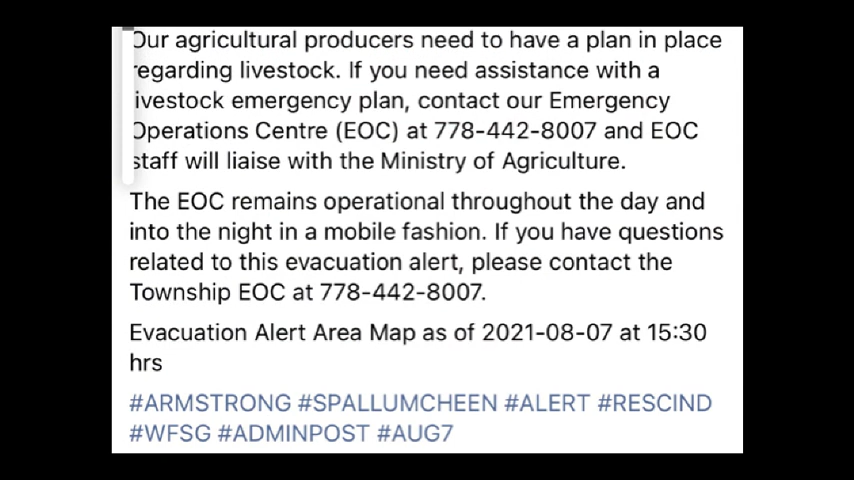 Our agricultural producers need to have a plan in place
regarding livestock. If you need assistance with a
livestock emergency plan, contact our Emergency
Operations Centre (EOC) at 778-442-8007 and EOC
staff will liaise with the Ministry of Agriculture.
The EOC remains operational throughout the day and
into the night in a mobile fashion. If you have questions
related to this evacuation alert, please contact the
Township EOC at 778-442-8007.
Evacuation Alert Area Map as of 2021-08-07 at 15:30
hrs
#ARMSTRONG #SPALLUMCHEEN #ALERT #RESCIND
#WFSG #ADMINPOST #AUG7